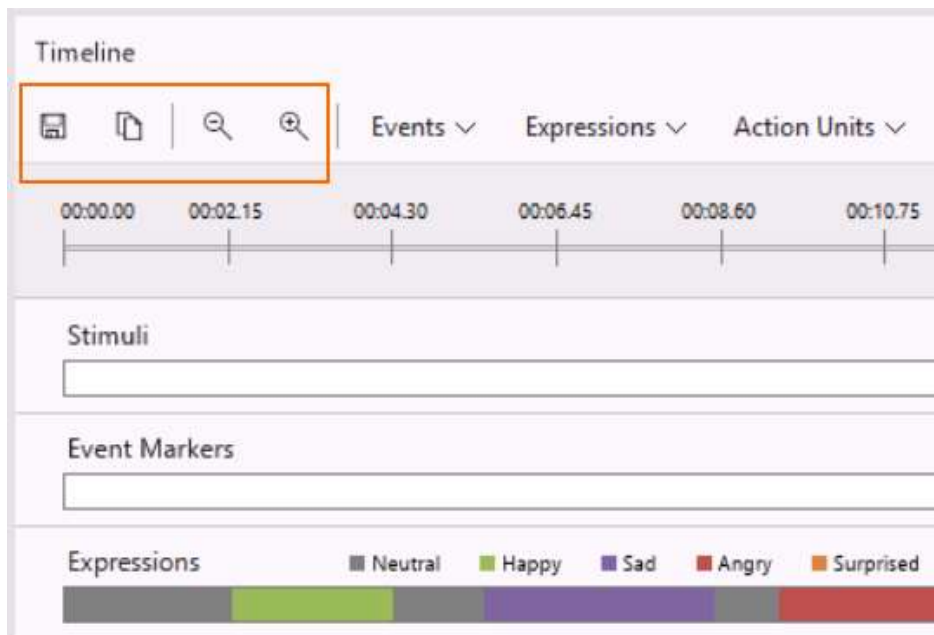 Timeline
Events Expressions Action Units
00:00.00 00:02.15 00:04.30 00:06.45 00:08.60 00:10.75
Stimuli
Event Markers
Expressions Neutral Happy Sad Angry Surprised